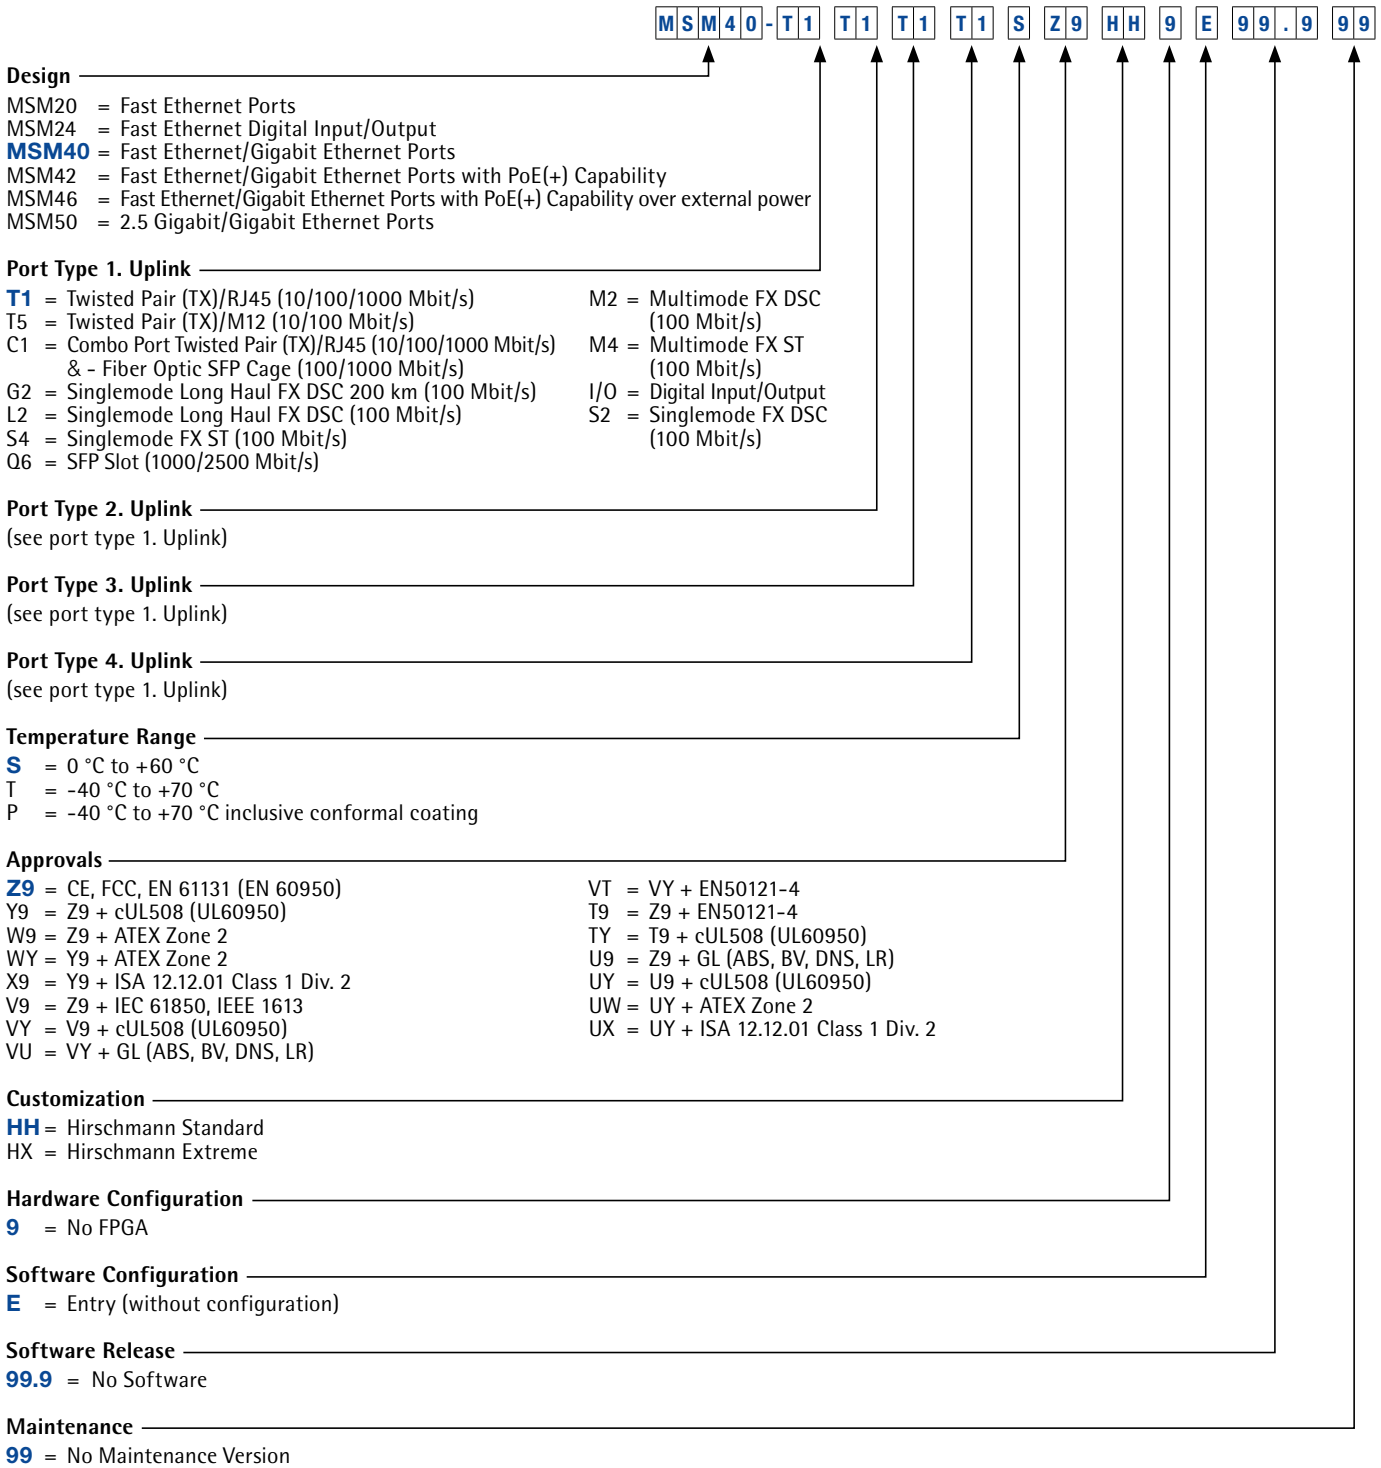 MSM40-T1 T1 T1 T1 S Z9 HH 9 E 99.9 99
Design
MSM20 = Fast Ethernet Ports
MSM24 = Fast Ethernet Digital Input/Output
MSM40 = Fast Ethernet/Gigabit Ethernet Ports
MSM42 = Fast Ethernet/Gigabit Ethernet Ports with PoE(+) Capability
MSM46 = Fast Ethernet/Gigabit Ethernet Ports with PoE(+) Capability over external power
MSM50 = 2.5 Gigabit/Gigabit Ethernet Ports
Port Type 1. Uplink
T1 = Twisted Pair (TX)/RJ45 (10/100/1000 Mbit/s)
T5 = Twisted Pair (TX)/M12 (10/100 Mbit/s)
C1 = Combo Port Twisted Pair (TX)/RJ45 (10/100/1000 Mbit/s)
& - Fiber Optic SFP Cage (100/1000 Mbit/s)
G2 = Singlemode Long Haul FX DSC 200 km (100 Mbit/s)
L2 = Singlemode Long Haul FX DSC (100 Mbit/s)
S4 = Singlemode FX ST (100 Mbit/s)
Q6 = SFP Slot (1000/2500 Mbit/s)
M2 = Multimode FX DSC
(100 Mbit/s)
M4 = Multimode FX ST
(100 Mbit/s)
I/O = Digital Input/Output
S2 = Singlemode FX DSC
(100 Mbit/s)
Port Type 2. Uplink
(see port type 1. Uplink)
Port Type 3. Uplink
(see port type 1. Uplink)
Port Type 4. Uplink
(see port type 1. Uplink)
Temperature Range
S = 0 °C to +60 °C
T = -40 °C to +70 °C
P = -40 °C to +70 °C inclusive conformal coating
Approvals
Z9 = CE, FCC, EN 61131 (EN 60950)
Y9 = Z9 + cUL508 (UL60950)
W9 = Z9 + ATEX Zone 2
WY = Y9 + ATEX Zone 2
X9 = Y9 + ISA 12.12.01 Class 1 Div. 2
V9 = Z9 + IEC 61850, IEEE 1613
VY = V9 + cUL508 (UL60950)
VU = VY + GL (ABS, BV, DNS, LR)
VT = VY + EN50121-4
T9 = Z9 + EN50121-4
TY = T9 + cUL508 (UL60950)
U9 = Z9 + GL (ABS, BV, DNS, LR)
UY = U9 + cUL508 (UL60950)
UW = UY + ATEX Zone 2
UX = UY + ISA 12.12.01 Class 1 Div. 2
Customization
HH = Hirschmann Standard
HX = Hirschmann Extreme
Hardware Configuration
9 = No FPGA
Software Configuration
E = Entry (without configuration)
Software Release
99.9 = No Software
Maintenance
99 = No Maintenance Version